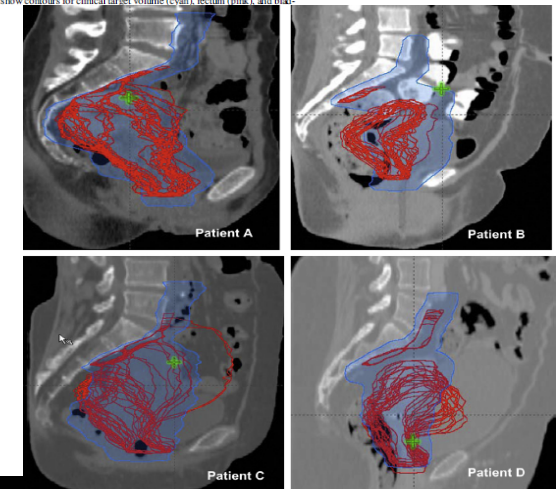 show contours for clinical target volume (cyan), rectum (pink), and blad-
Patient A
Patient B
Patient C
Patient D